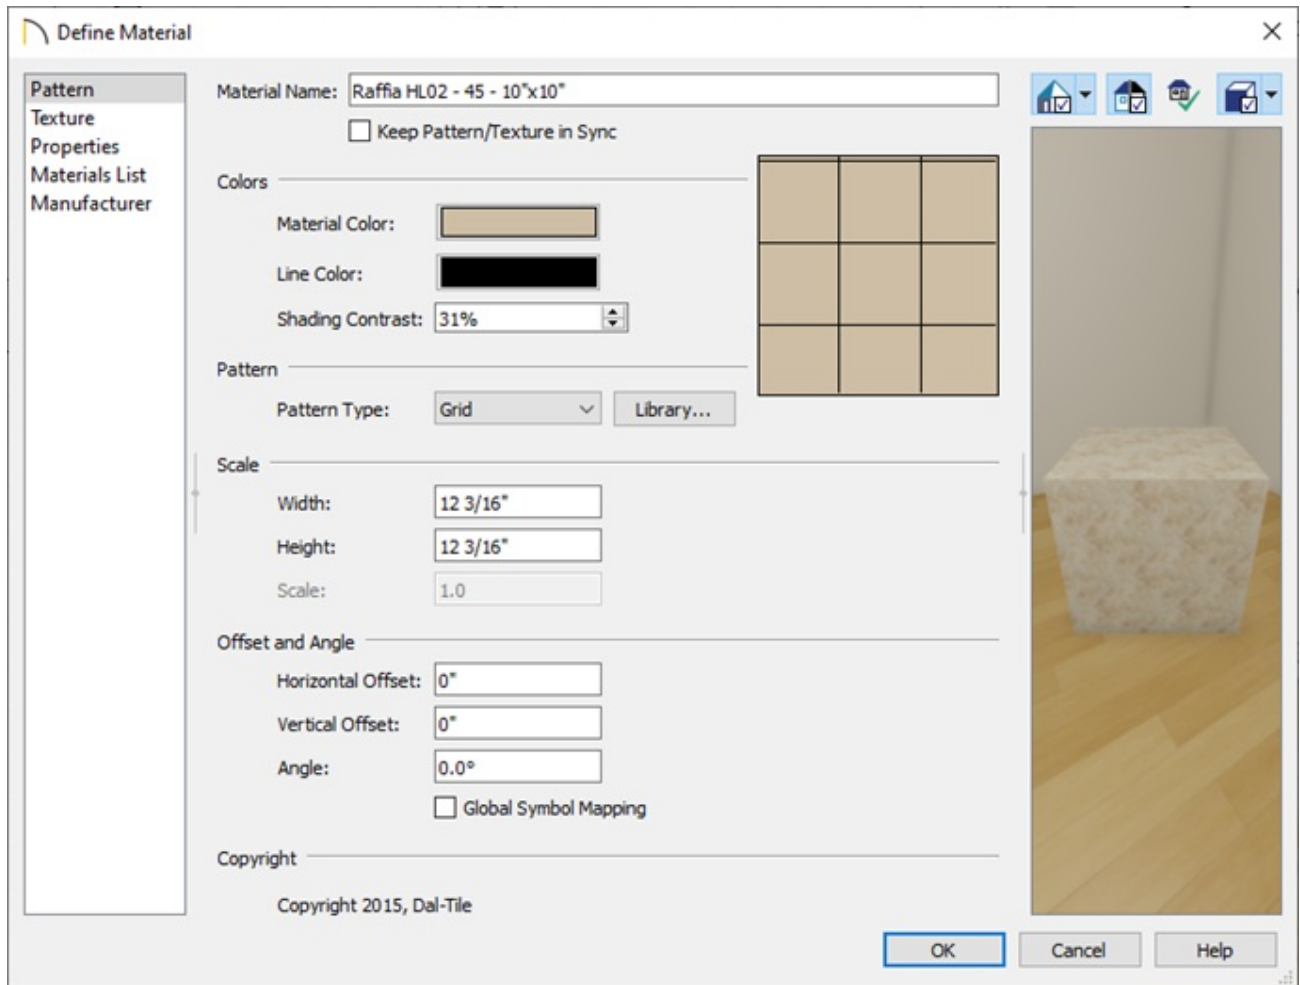 Define Material
Pattern
Texture
Properties
Materials List
Manufacturer
Material Name: Raffia HL02 - 45 - 10"x10"
Keep Pattern/Texture in Sync
Colors
Material Color:
Line Color:
Shading Contrast: 31%
Pattern
Pattern Type: Grid Library...
Scale
Width: 12 3/16"
Height: 12 3/16"
Scale: 1.0
Offset and Angle
Horizontal Offset: 0"
Vertical Offset: 0"
Angle: 0.0°
Global Symbol Mapping
Copyright
Copyright 2015, Dal-Tile
OK Cancel Help